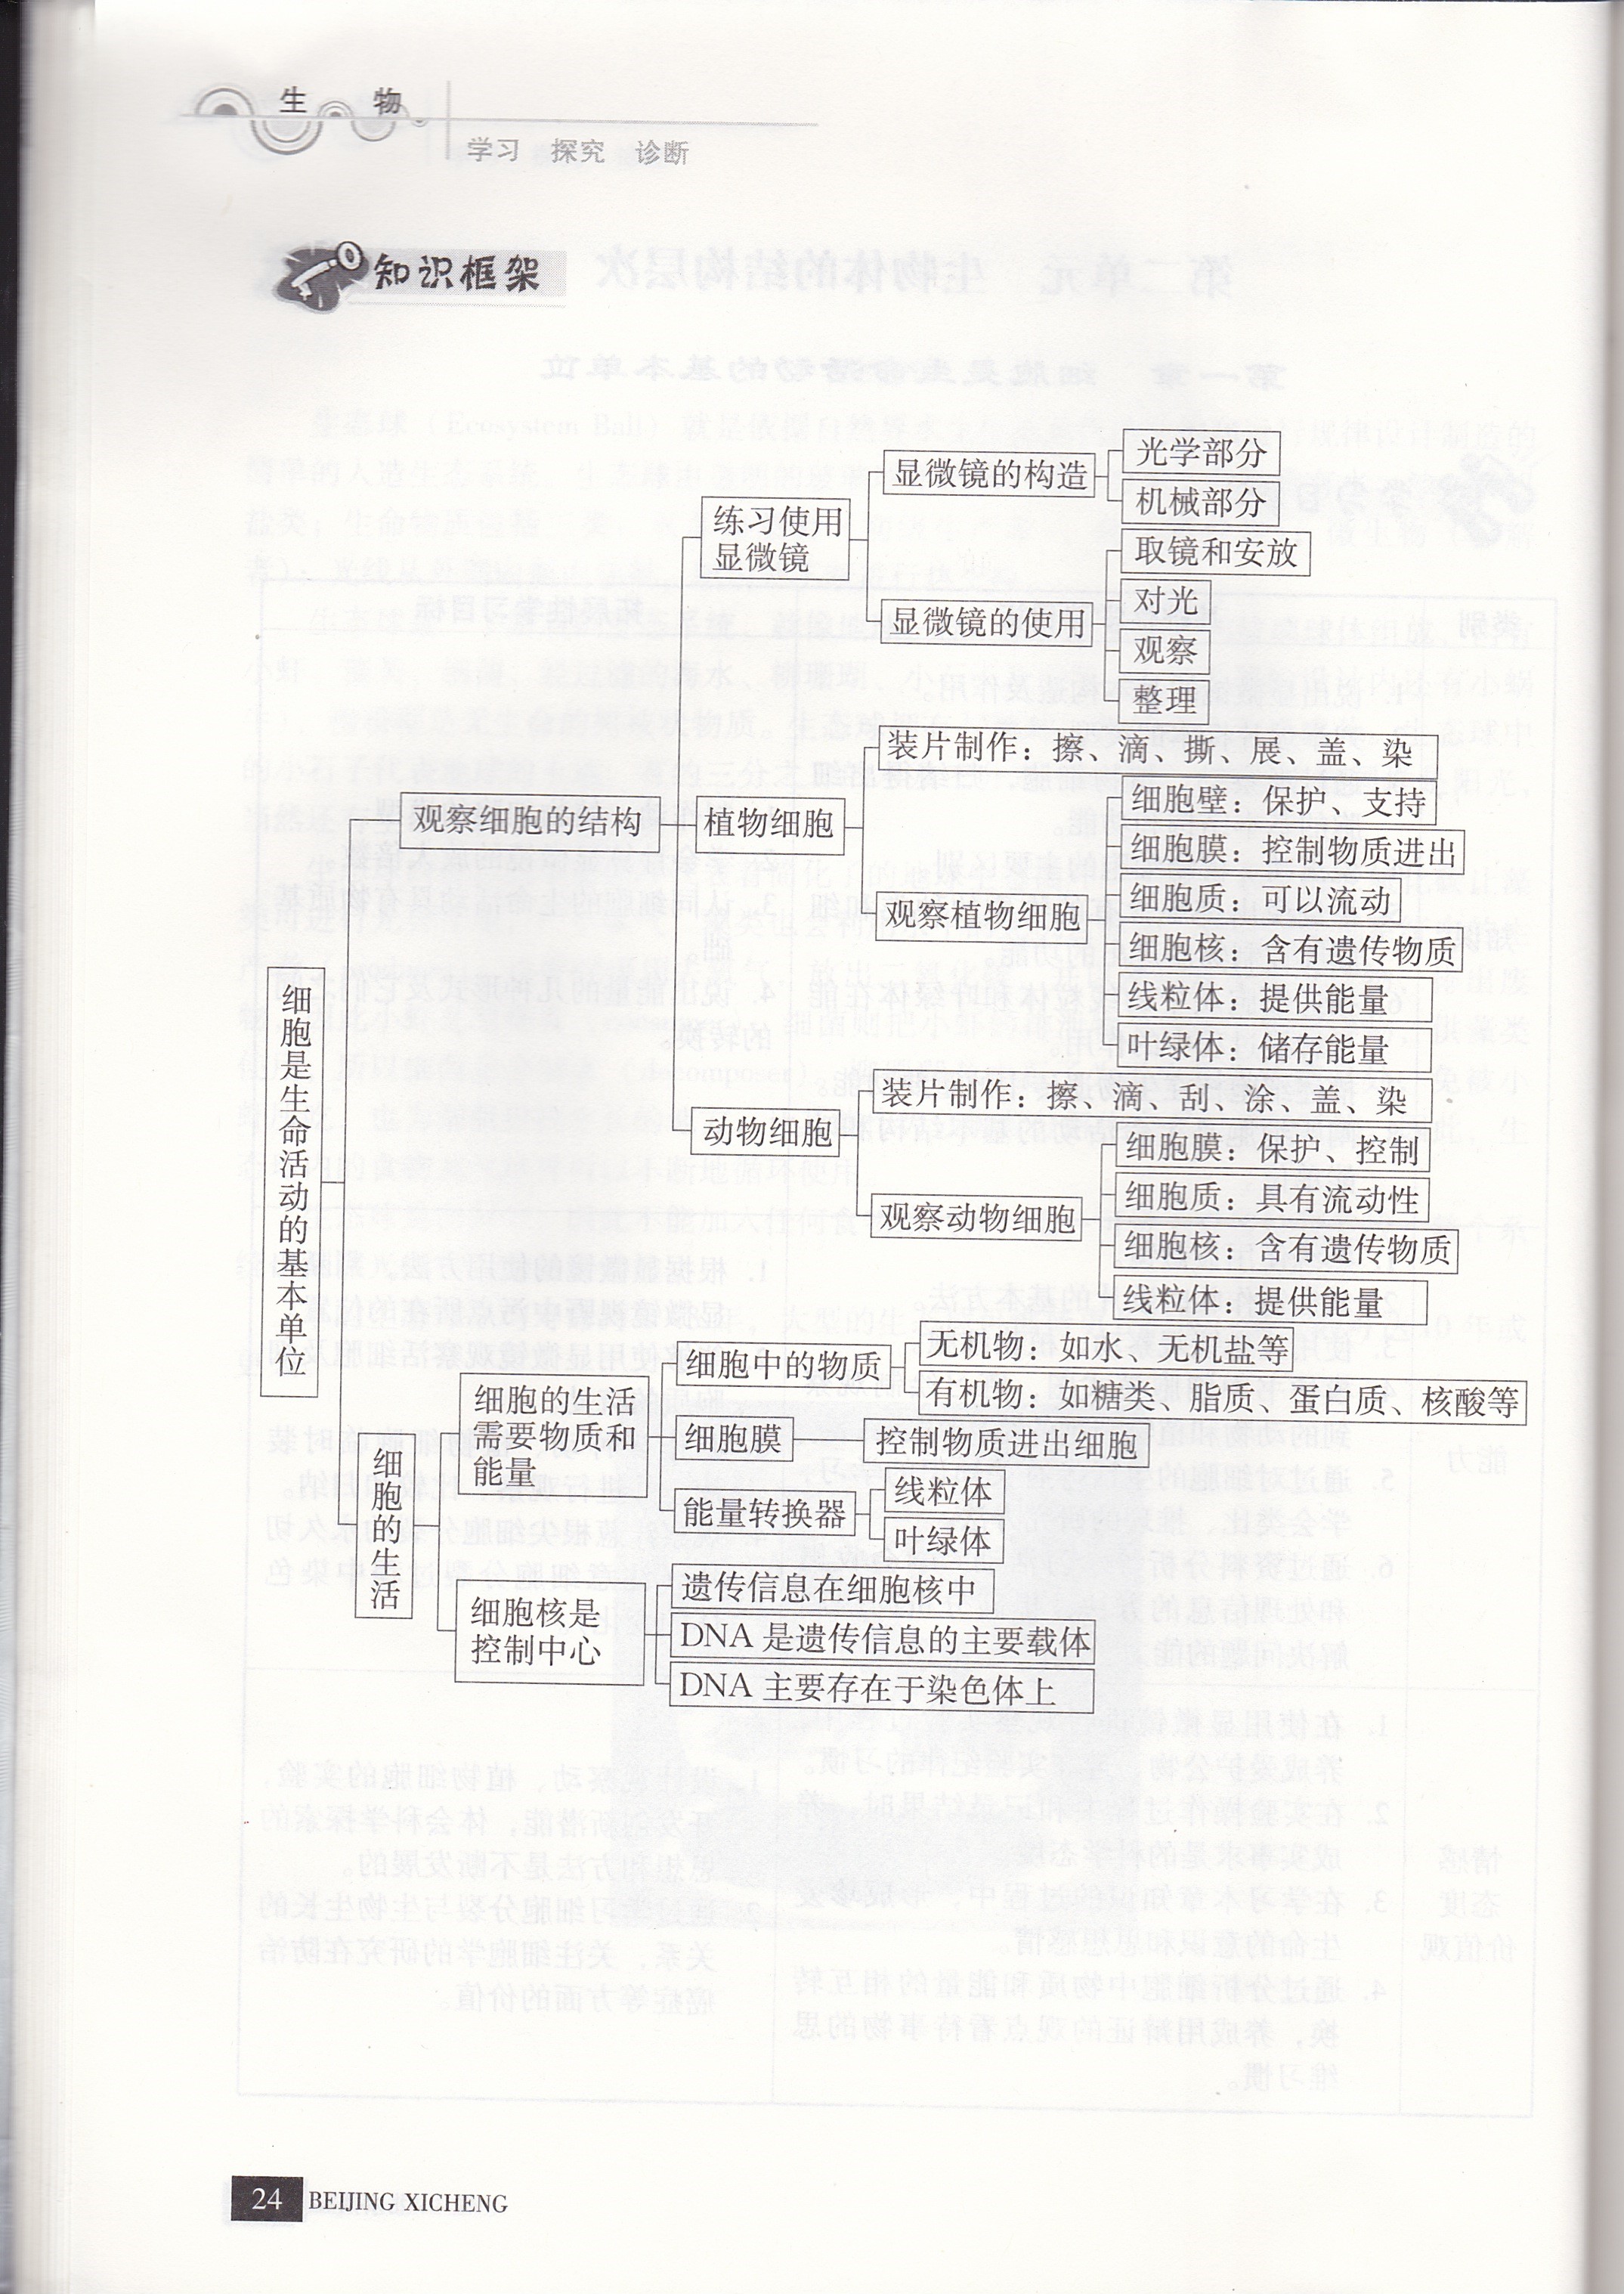 生 物
学习 探究 诊断
知识框架
细胞是生命活动的基本单位
观察细胞的结构
练习使用
显微镜
显微镜的构造
光学部分
机械部分
显微镜的使用
取镜和安放
对光
观察
整理
植物细胞
装片制作：擦、滴、撕、展、盖、染
观察植物细胞
细胞壁：保护、支持
细胞膜：控制物质进出
细胞质：可以流动
细胞核：含有遗传物质
线粒体：提供能量
叶绿体：储存能量
动物细胞
装片制作：擦、滴、刮、涂、盖、染
观察动物细胞
细胞膜：保护、控制
细胞质：具有流动性
细胞核：含有遗传物质
线粒体：提供能量
细胞的生活
细胞的生活
需要物质和
能量
细胞中的物质
无机物：如水、无机盐等
有机物：如糖类、脂质、蛋白质、核酸等
细胞膜
控制物质进出细胞
能量转换器
线粒体
叶绿体
细胞核是
控制中心
遗传信息在细胞核中
DNA 是遗传信息的主要载体
DNA 主要存在于染色体上
24 BEIJING XICHENG